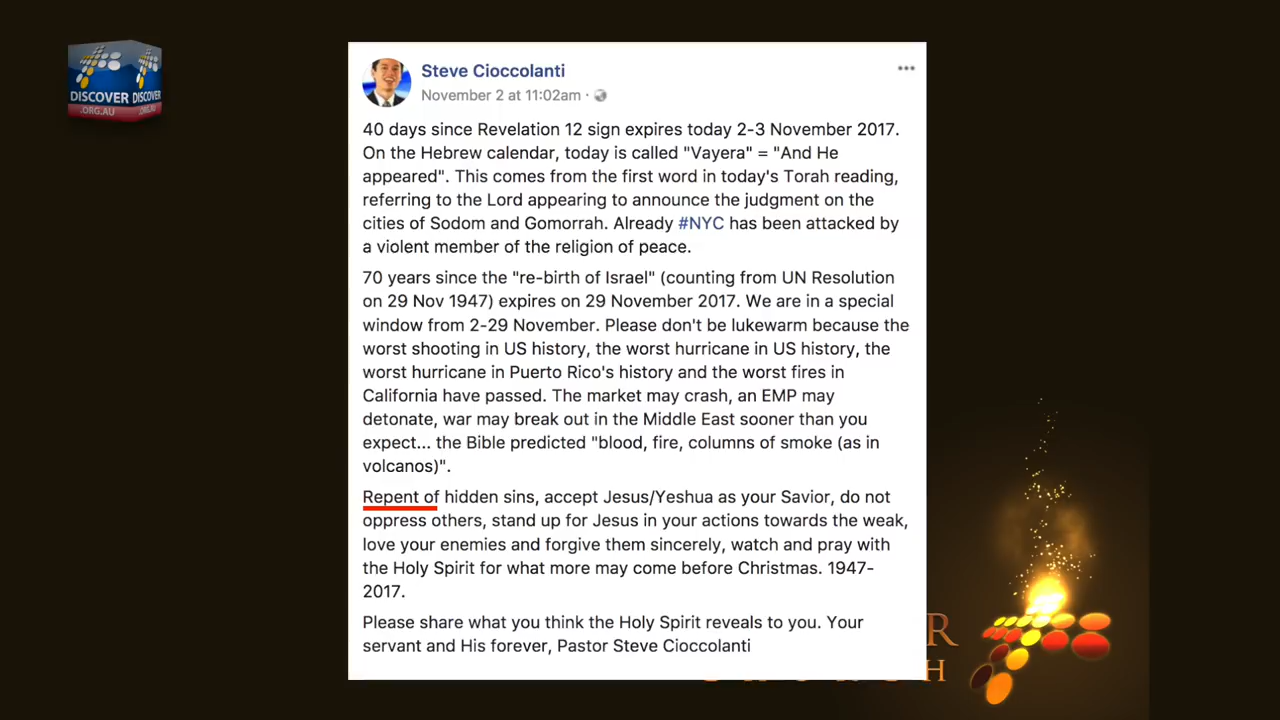 DISCOVER DISCOVER
.ORG.AU .ORG.AU
Steve Cioccolanti
November 2 at 11:02am ·
40 days since Revelation 12 sign expires today 2-3 November 2017.
On the Hebrew calendar, today is called "Vayera" = "And He
appeared". This comes from the first word in today's Torah reading,
referring to the Lord appearing to announce the judgment on the
cities of Sodom and Gomorrah. Already #NYC has been attacked by
a violent member of the religion of peace.
70 years since the "re-birth of Israel" (counting from UN Resolution
on 29 Nov 1947) expires on 29 November 2017. We are in a special
window from 2-29 November. Please don't be lukewarm because the
worst shooting in US history, the worst hurricane in US history, the
worst hurricane in Puerto Rico's history and the worst fires in
California have passed. The market may crash, an EMP may
detonate, war may break out in the Middle East sooner than you
expect... the Bible predicted "blood, fire, columns of smoke (as in
volcanos)".
Repent of hidden sins, accept Jesus/Yeshua as your Savior, do not
oppress others, stand up for Jesus in your actions towards the weak,
love your enemies and forgive them sincerely, watch and pray with
the Holy Spirit for what more may come before Christmas. 1947-
2017.
Please share what you think the Holy Spirit reveals to you. Your
servant and His forever, Pastor Steve Cioccolanti